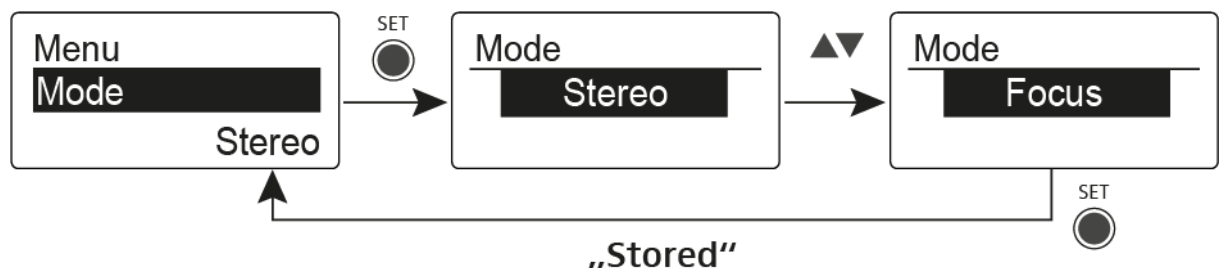 Menu
Mode
Stereo
SET
Mode
Stereo
Mode
Focus
SET
„Stored“